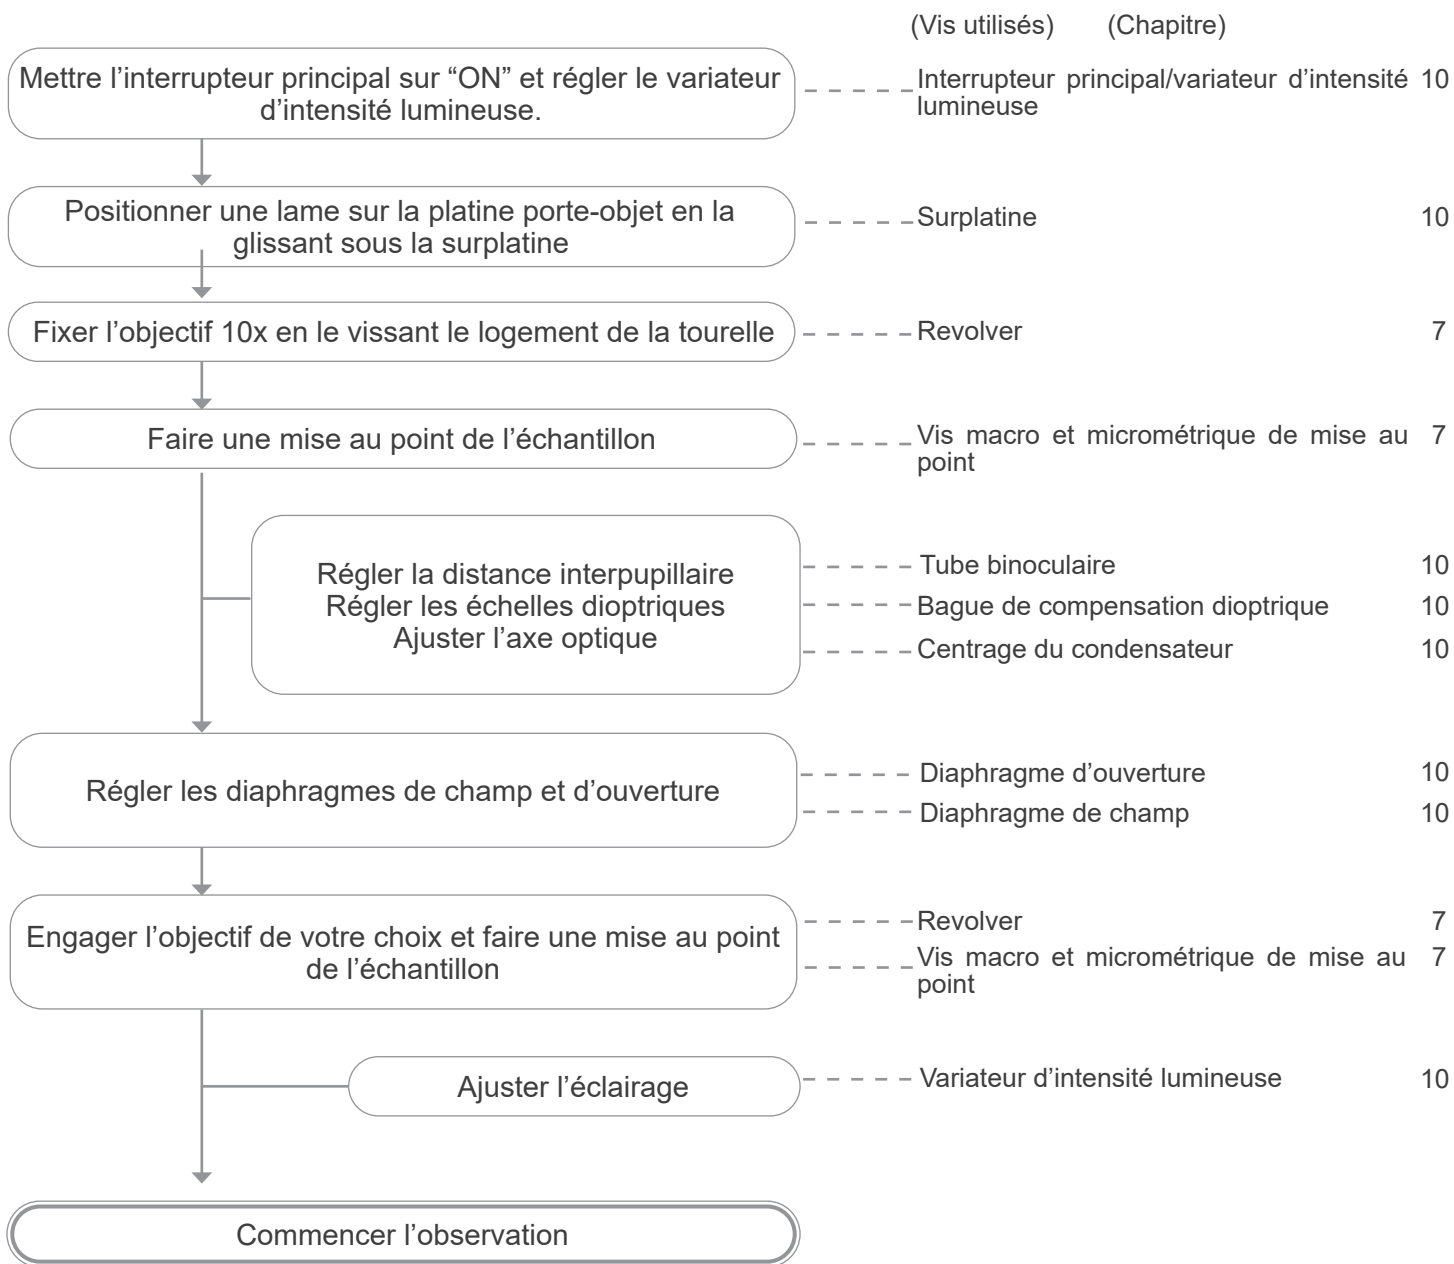 (Vis utilisés) (Chapitre)
Mettre l’interrupteur principal sur “ON” et régler le variateur
d’intensité lumineuse.
Interrupteur principal/variateur d’intensité 10
lumineuse
Positionner une lame sur la platine porte-objet en la
glissant sous la surplatine
Surplatine 10
Fixer l’objectif 10x en le vissant le logement de la tourelle
Revolver 7
Faire une mise au point de l’échantillon
Vis macro et micrométrique de mise au 7
point
Régler la distance interpupillaire
Régler les échelles dioptriques
Ajuster l’axe optique
Tube binoculaire 10
Bague de compensation dioptrique 10
Centrage du condensateur 10
Régler les diaphragmes de champ et d’ouverture
Diaphragme d’ouverture 10
Diaphragme de champ 10
Engager l’objectif de votre choix et faire une mise au point
de l’échantillon
Revolver 7
Vis macro et micrométrique de mise au 7
point
Ajuster l’éclairage
Variateur d’intensité lumineuse 10
Commencer l’observation